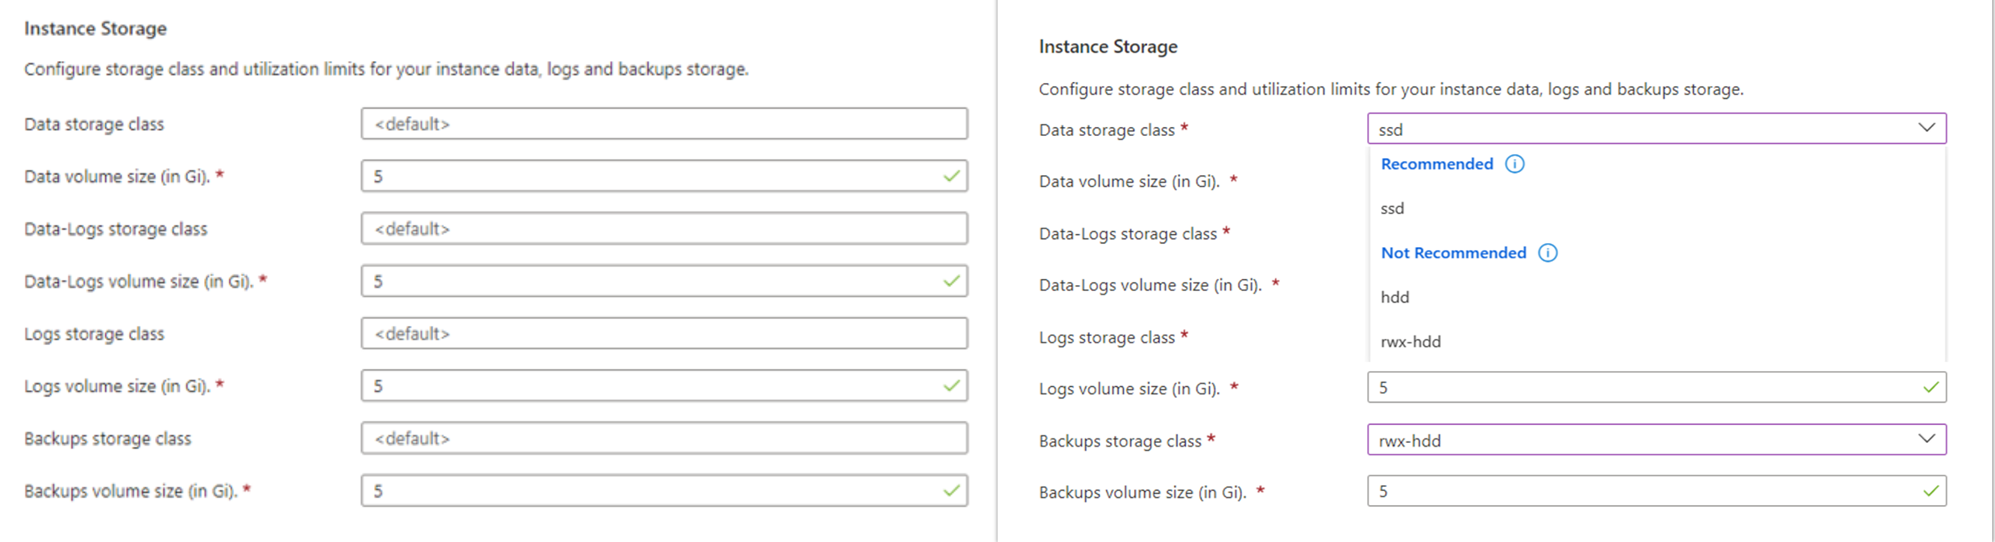 Instance Storage
Configure storage class and utilization limits for your instance data, logs and backups storage.
Data storage class
<default>
Data volume size (in Gi). *
5
Data-Logs storage class
<default>
Data-Logs volume size (in Gi). *
5
Logs storage class
<default>
Logs volume size (in Gi). *
5
Backups storage class
<default>
Backups volume size (in Gi). *
5
Instance Storage
Configure storage class and utilization limits for your instance data, logs and backups storage.
Data storage class *
ssd
Recommended
ssd
Not Recommended
hdd
rwx-hdd
Data volume size (in Gi). *
Data-Logs storage class *
Data-Logs volume size (in Gi). *
Logs storage class *
Logs volume size (in Gi). *
5
Backups storage class *
rwx-hdd
Backups volume size (in Gi). *
5